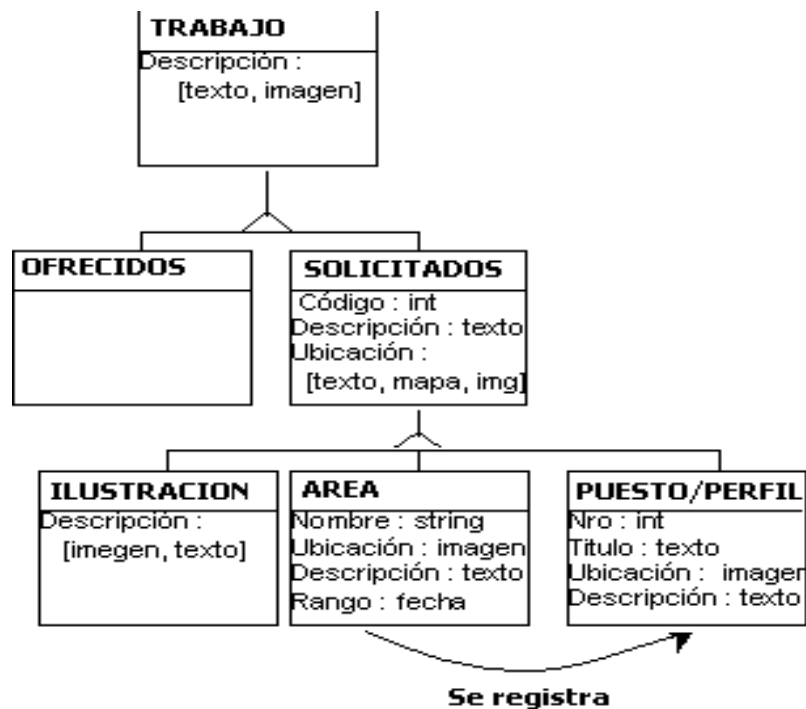 TRABAJO
Descripción :
[texto, imagen]
OFRECIDOS
SOLICITADOS
Código : int
Descripción : texto
Ubicación :
[texto, mapa, img]
ILUSTRACION
Descripción :
[imegen, texto]
AREA
Nombre : string
Ubicación : imagen
Descripción : texto
Rango : fecha
PUESTO/PERFIL
Nro : int
Titulo : texto
Ubicación : imagen
Descripción : texto
Se registra